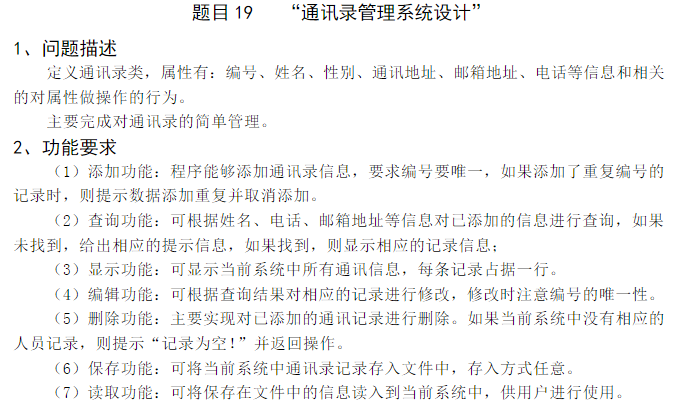 题目19 “通讯录管理系统设计”
1、问题描述
定义通讯录类，属性有：编号、姓名、性别、通讯地址、邮箱地址、电话等信息和相关
的对属性做操作的行为。
主要完成对通讯录的简单管理。
2、功能要求
（1）添加功能：程序能够添加通讯录信息，要求编号要唯一，如果添加了重复编号的
记录时，则提示数据添加重复并取消添加。
（2）查询功能：可根据姓名、电话、邮箱地址等信息对已添加的信息进行查询，如果
未找到，给出相应的提示信息，如果找到，则显示相应的记录信息；
（3）显示功能：可显示当前系统中所有通讯信息，每条记录占据一行。
（4）编辑功能：可根据查询结果对相应的记录进行修改，修改时注意编号的唯一性。
（5）删除功能：主要实现对已添加的通讯记录进行删除。如果当前系统中没有相应的
人员记录，则提示“记录为空！”并返回操作。
（6）保存功能：可将当前系统中通讯录记录存入文件中，存入方式任意。
（7）读取功能：可将保存在文件中的信息读入到当前系统中，供用户进行使用。